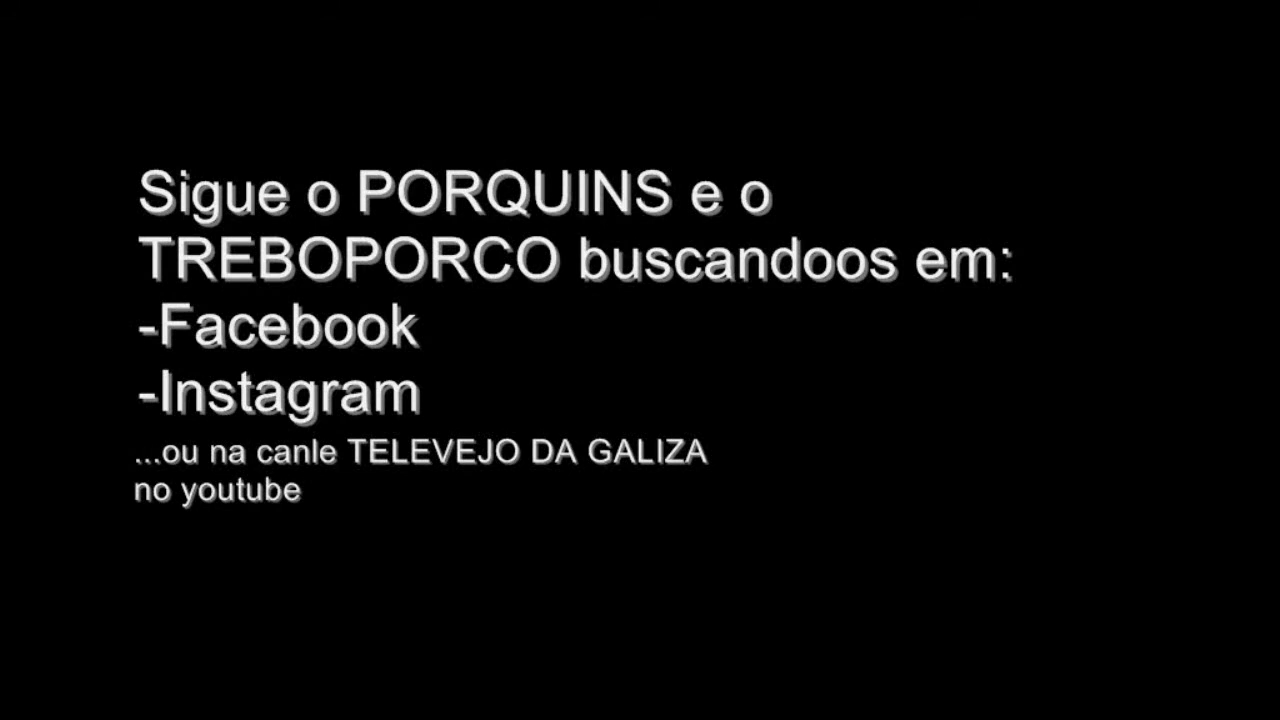 Sigue o PORQUINS e o
TREBOPORCO buscandoos em:
-Facebook
-Instagram
...ou na canle TELEVEJO DA GALIZA
no youtube